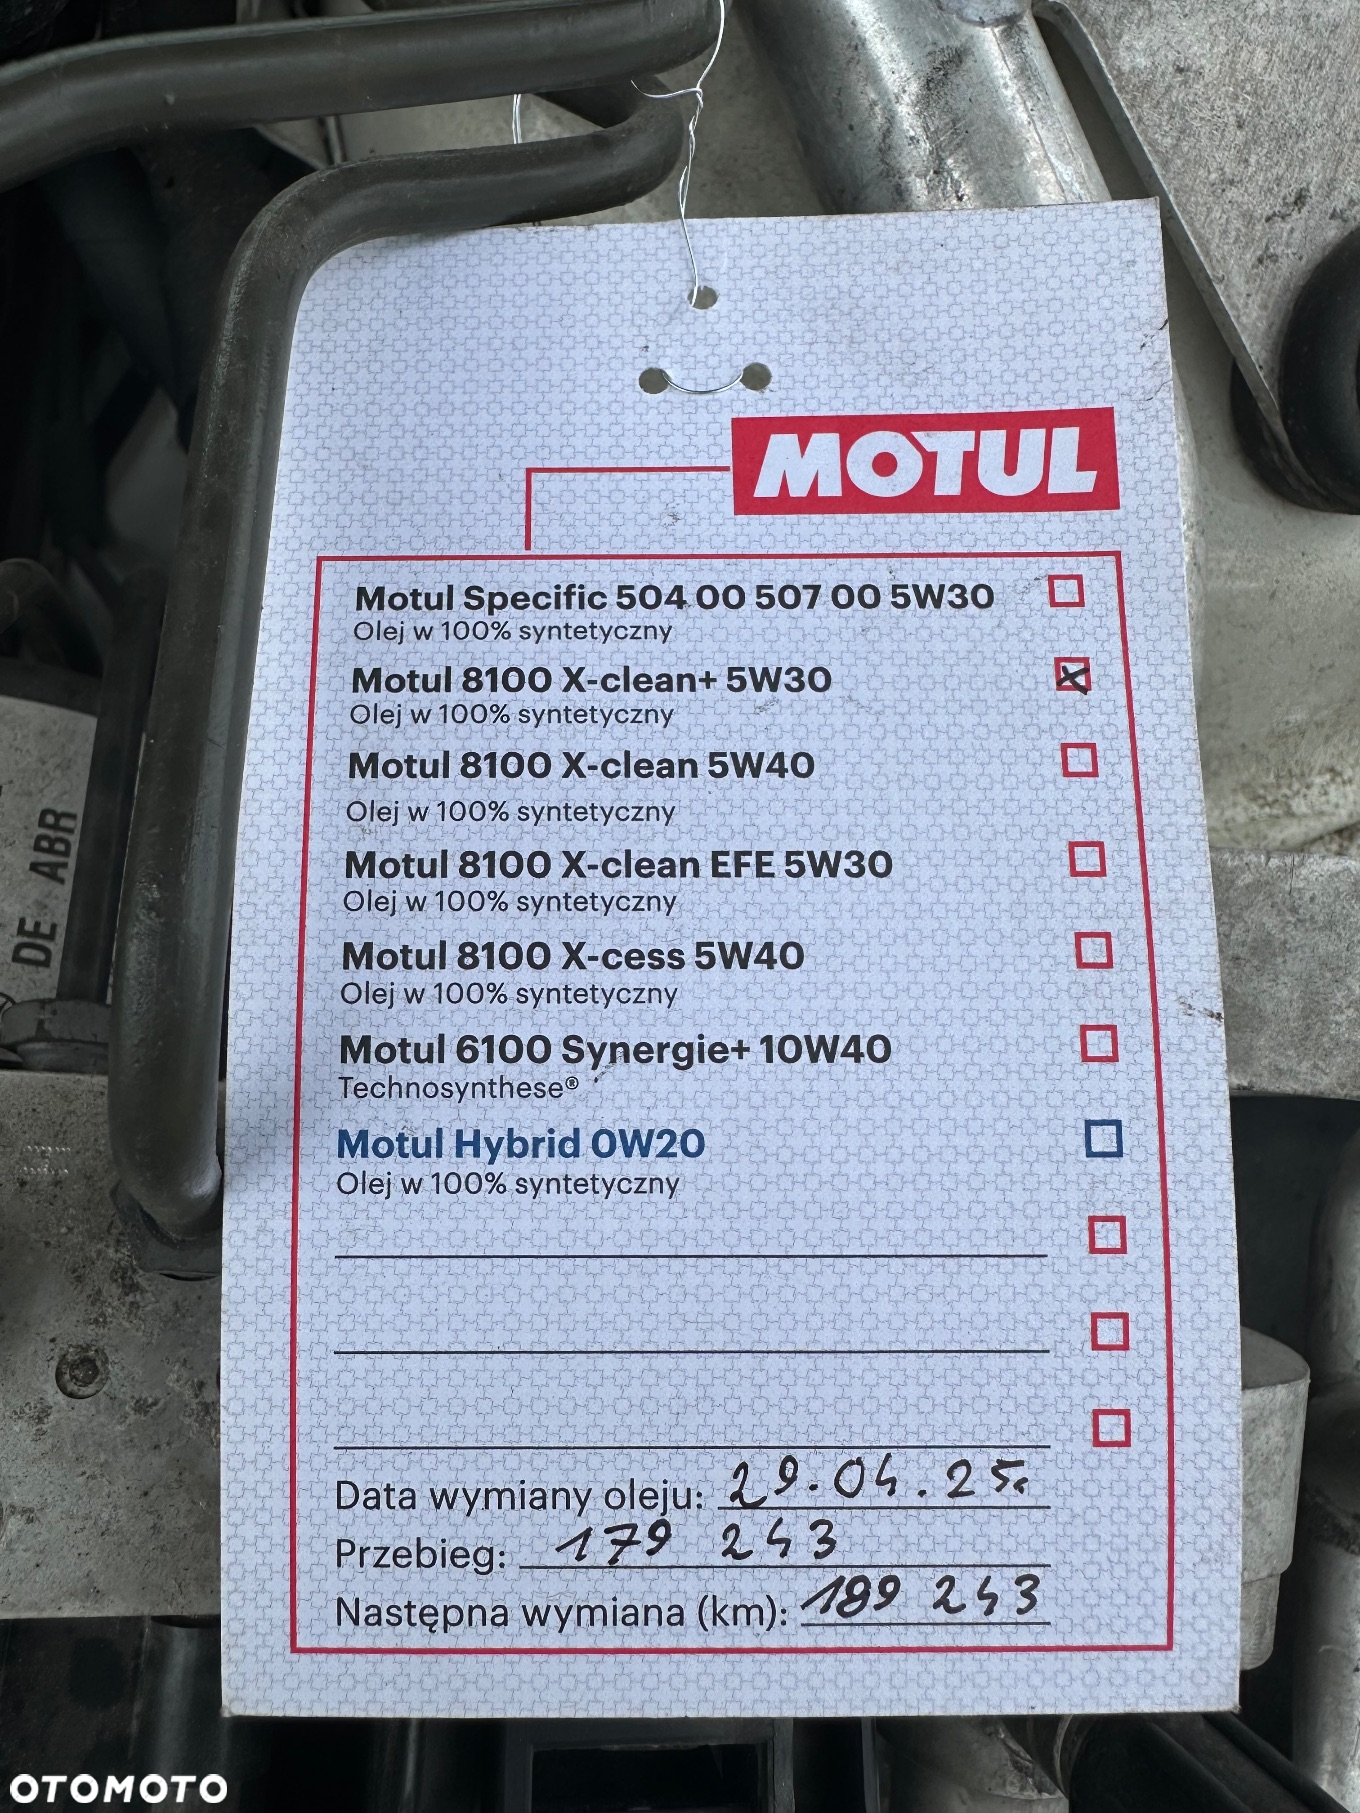 MOTUL
Motul Specific 504 00 507 00 5W30
Olej w 100% syntetyczny
Motul 8100 X-clean+ 5W30
Olej w 100% syntetyczny
Motul 8100 X-clean 5W40
Olej w 100% syntetyczny
Motul 8100 X-clean EFE 5W30
Olej w 100% syntetyczny
Motul 8100 X-cess 5W40
Olej w 100% syntetyczny
Motul 6100 Synergie+ 10W40
Technosynthese®
Motul Hybrid 0W20
Olej w 100% syntetyczny
Data wymiany oleju: 29.04.25r
Przebieg: 179 243
Następna wymiana (km): 189 243
DE ABR
OTOMOTO